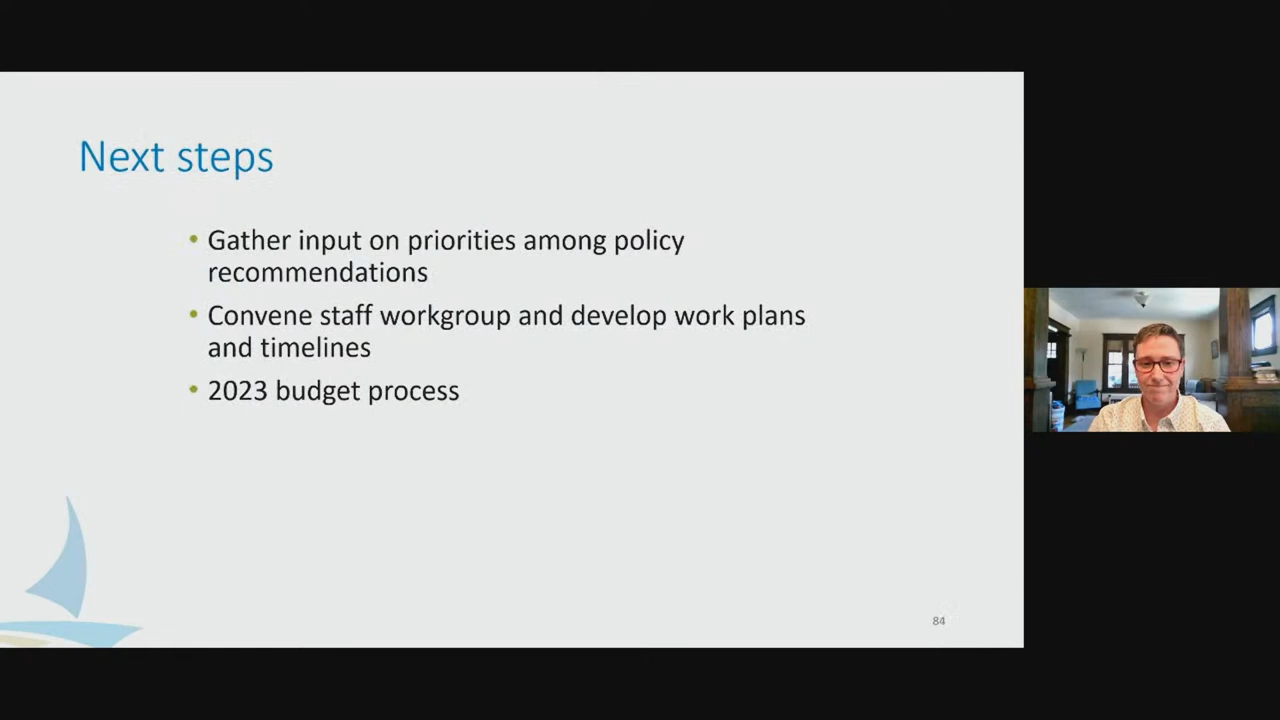 Next steps
• Gather input on priorities among policy
recommendations
• Convene staff workgroup and develop work plans
and timelines
• 2023 budget process
84